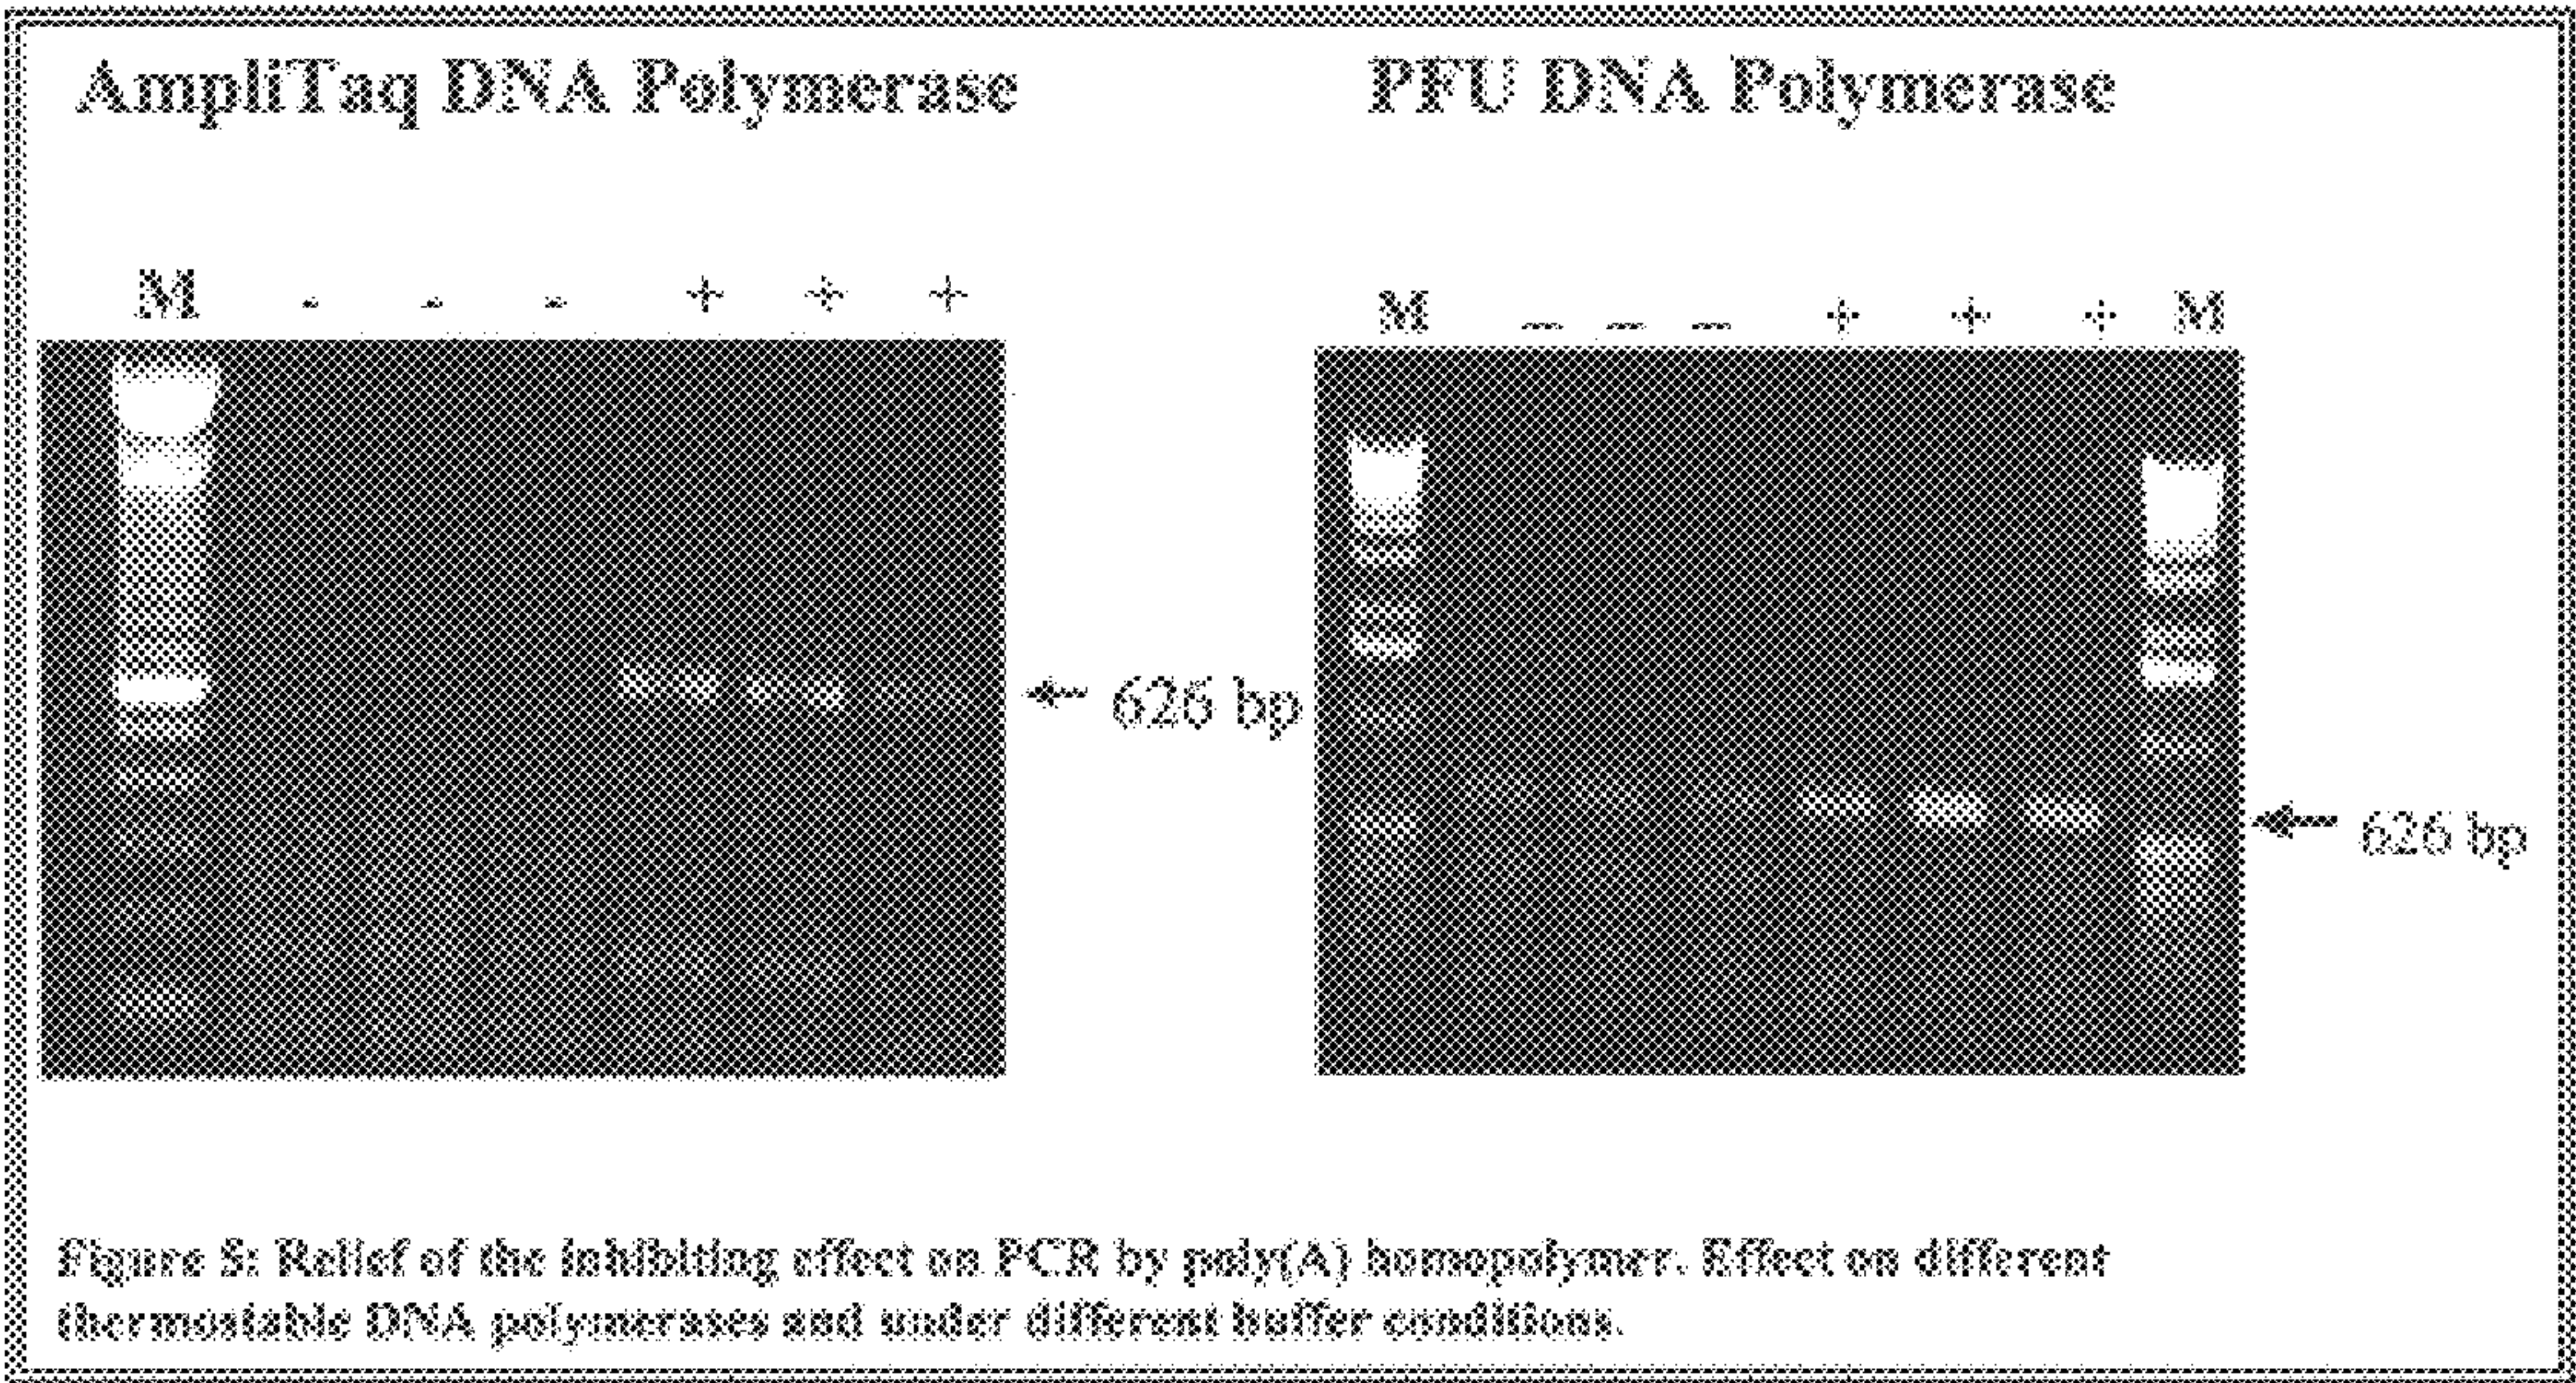 AmpliTaq DNA Polymerase
PFU DNA Polymerase
M - - - + + +
M – – – + + + M
626 bp
626 bp
Figure 5: Relief of the inhibiting effect on PCR by poly(A) homopolymer. Effect on different
thermostable DNA polymerases and under different buffer conditions.